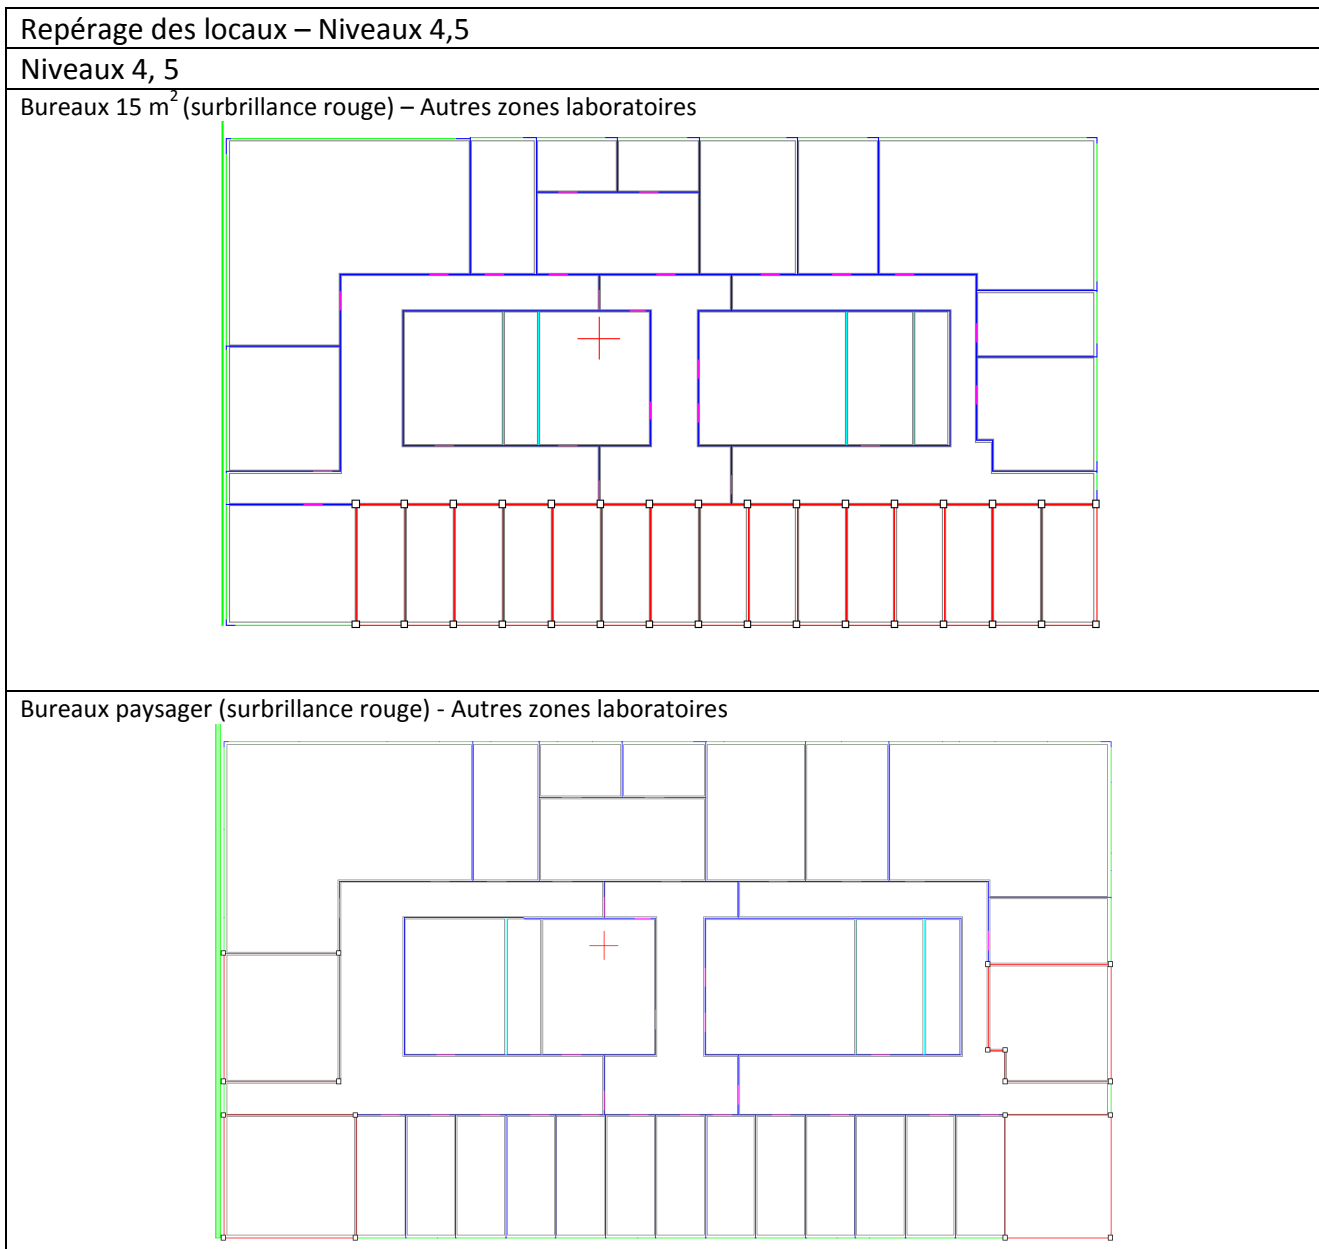 Repérage des locaux – Niveaux 4,5
Niveaux 4, 5
Bureaux 15 m² (surbrillance rouge) – Autres zones laboratoires
Bureaux paysager (surbrillance rouge) - Autres zones laboratoires